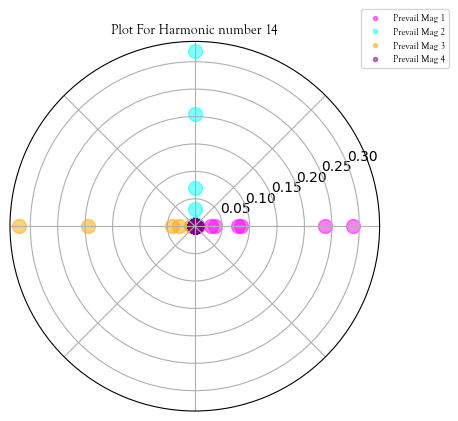 Plot For Harmonic number 14
Prevail Mag 1
Prevail Mag 2
Prevail Mag 3
Prevail Mag 4
0.30
0.25
0.20
0.15
0.10
0.05